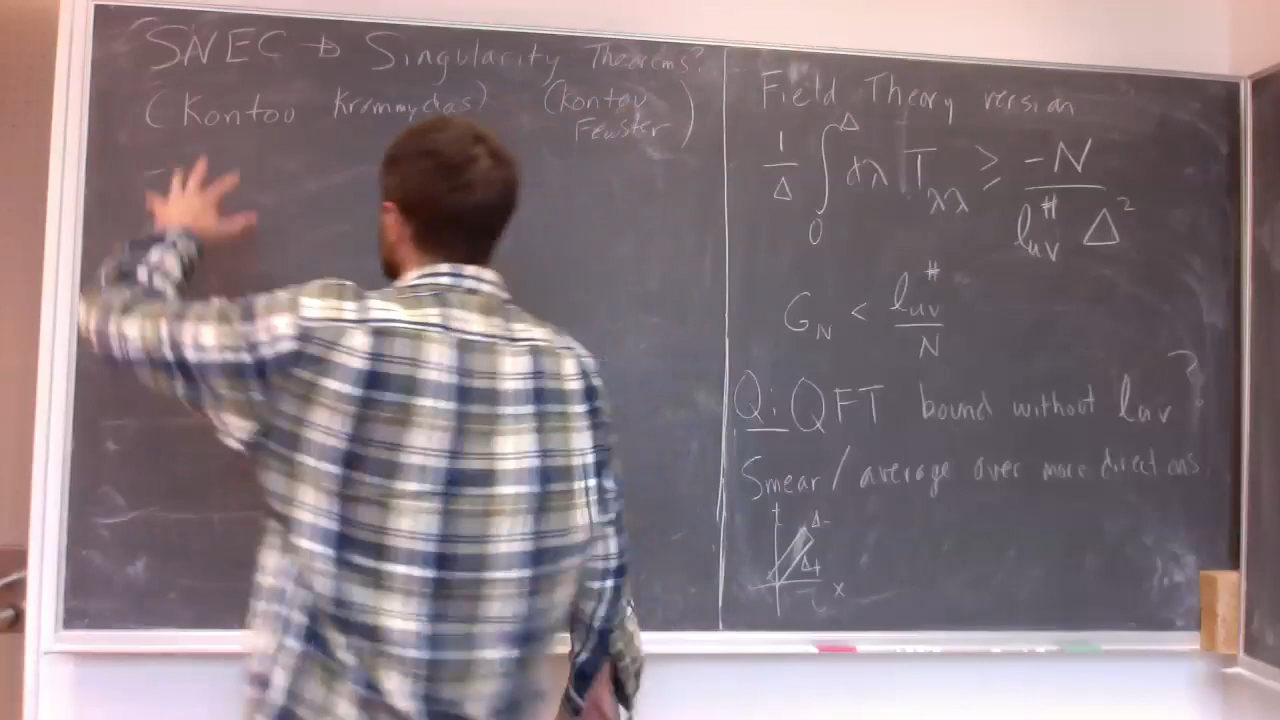 SNEC → Singularity Theorems?
(Kontou Krommydas) (Kontou Fewster)
Field Theory version
1/Δ ∫₀^Δ dλ T_λλ ≥ -N / (l_uv^# Δ²)
G_N < l_uv^# / N
Q: QFT bound without l_uv?
Smear/average over more directions
t Δ-
Δ+
x